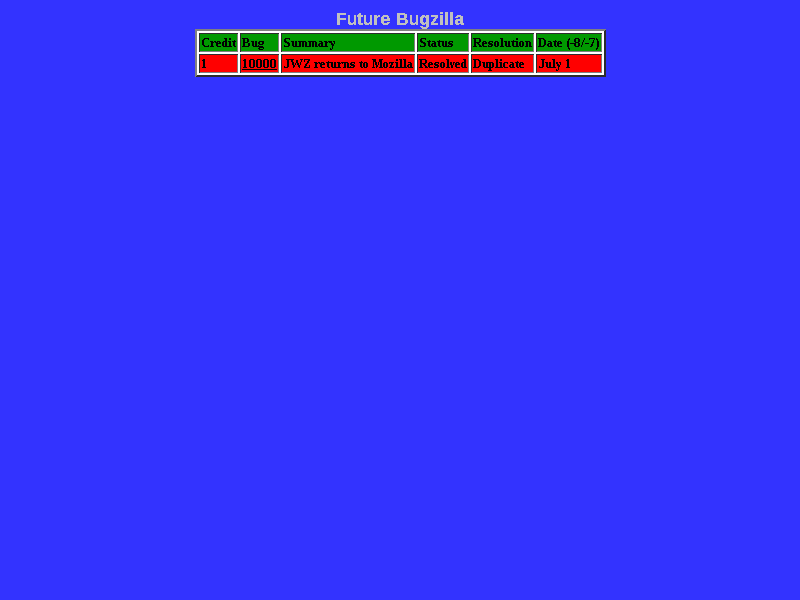 Future Bugzilla
Credit Bug Summary Status Resolution Date (-8/-7)
1 10000 JWZ returns to Mozilla Resolved Duplicate July 1